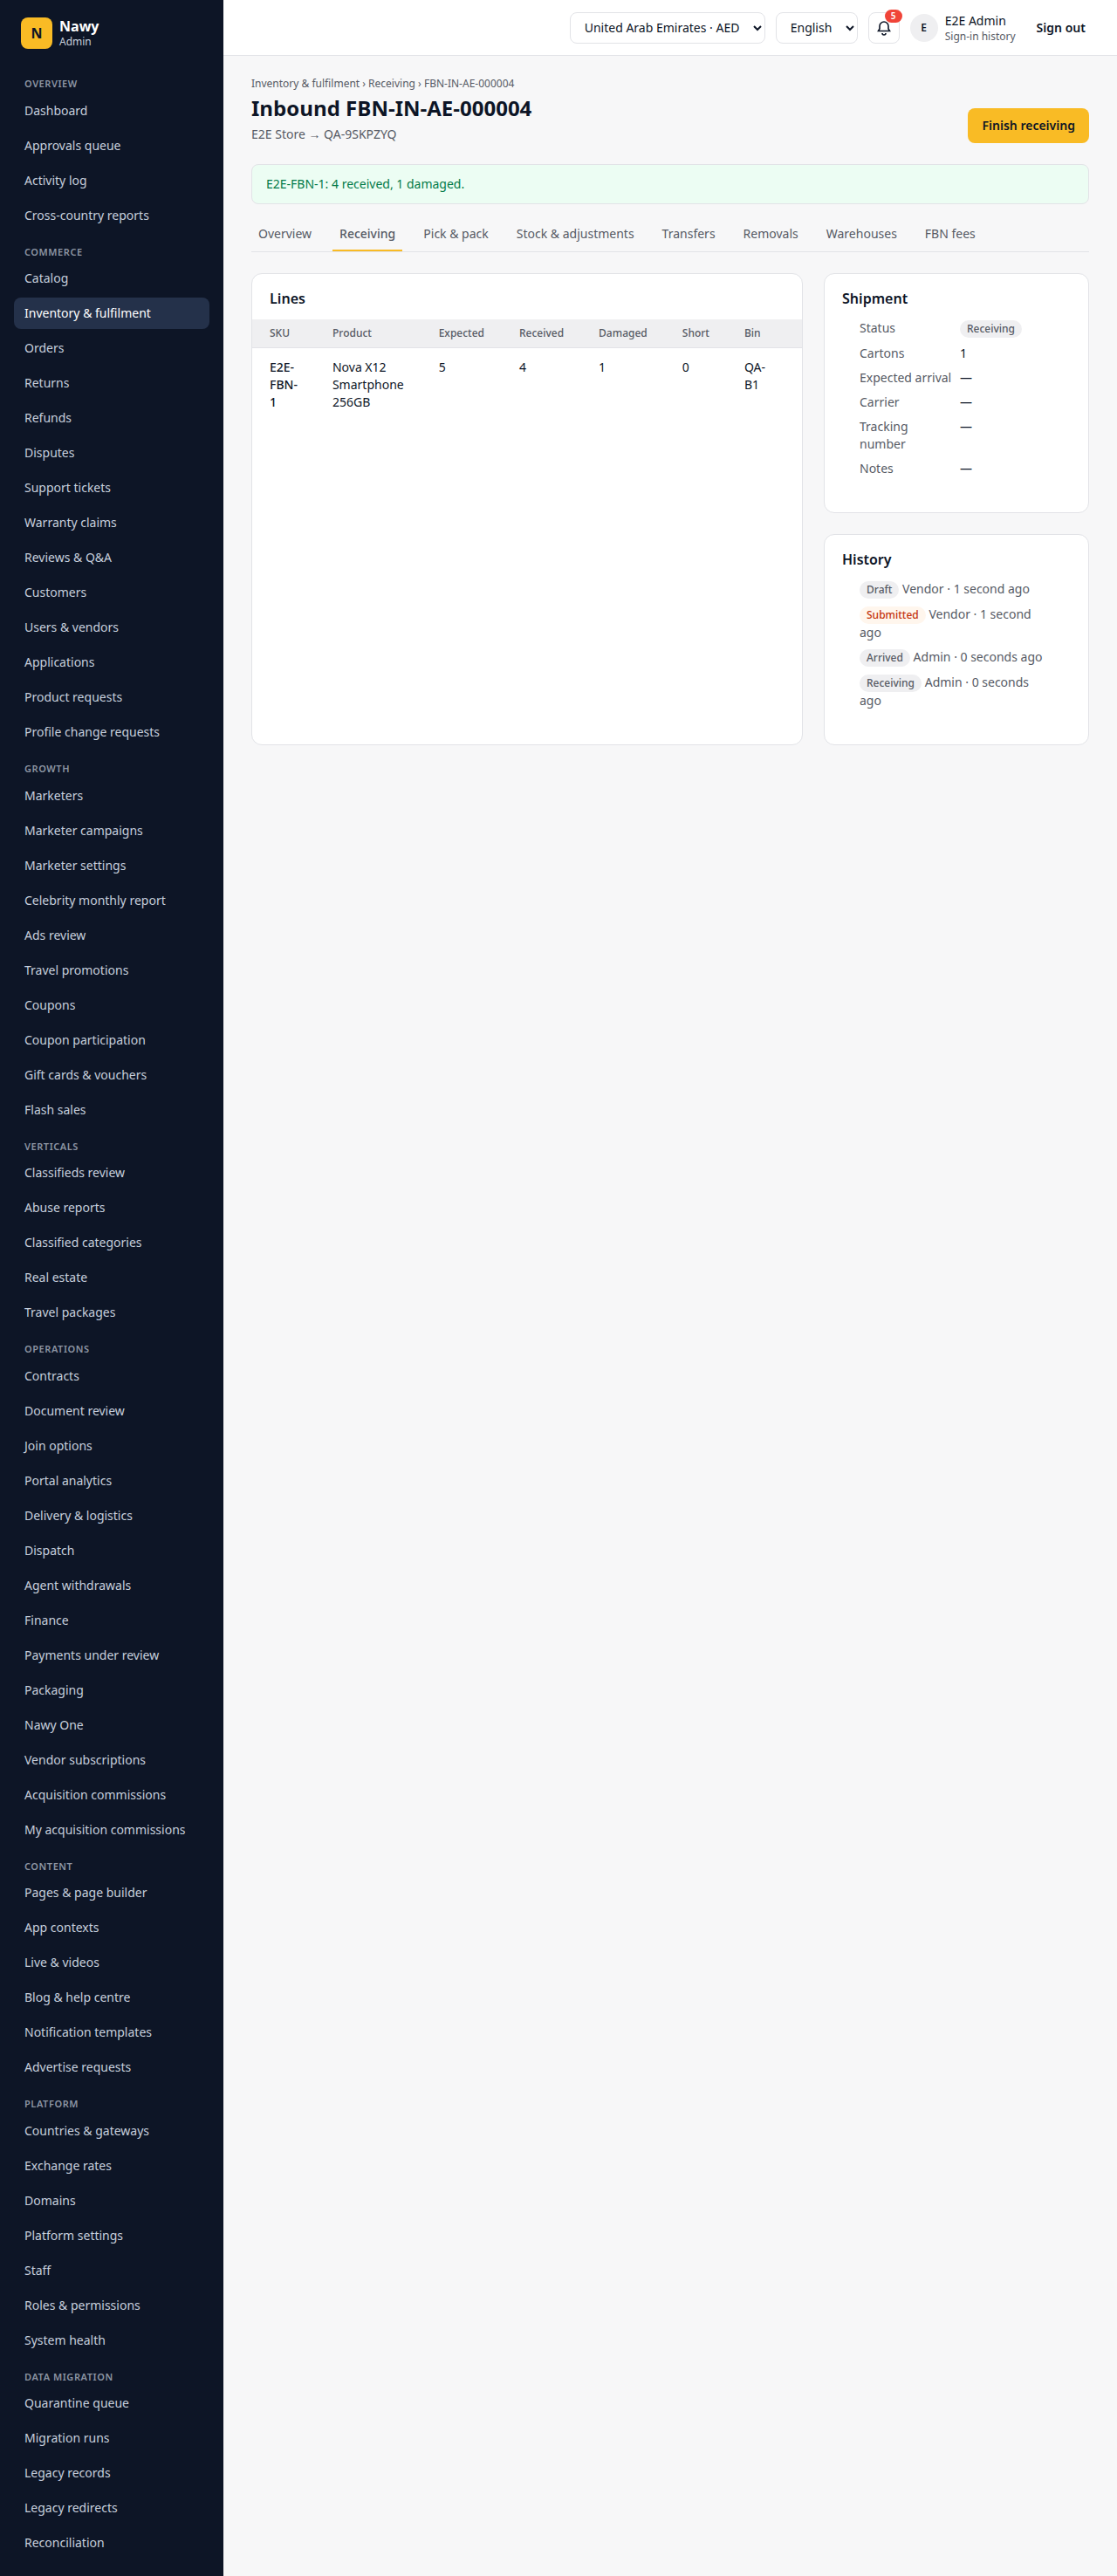 N
Nawy
Admin
OVERVIEW
Dashboard
Approvals queue
Activity log
Cross-country reports
COMMERCE
Catalog
Inventory & fulfilment
Orders
Returns
Refunds
Disputes
Support tickets
Warranty claims
Reviews & Q&A
Customers
Users & vendors
Applications
Product requests
Profile change requests
GROWTH
Marketers
Marketer campaigns
Marketer settings
Celebrity monthly report
Ads review
Travel promotions
Coupons
Coupon participation
Gift cards & vouchers
Flash sales
VERTICALS
Classifieds review
Abuse reports
Classified categories
Real estate
Travel packages
OPERATIONS
Contracts
Document review
Join options
Portal analytics
Delivery & logistics
Dispatch
Agent withdrawals
Finance
Payments under review
Packaging
Nawy One
Vendor subscriptions
Acquisition commissions
My acquisition commissions
CONTENT
Pages & page builder
App contexts
Live & videos
Blog & help centre
Notification templates
Advertise requests
PLATFORM
Countries & gateways
Exchange rates
Domains
Platform settings
Staff
Roles & permissions
System health
DATA MIGRATION
Quarantine queue
Migration runs
Legacy records
Legacy redirects
Reconciliation
United Arab Emirates · AED
English
5
E
E2E Admin
Sign-in history
Sign out
Inventory & fulfilment › Receiving › FBN-IN-AE-000004
Inbound FBN-IN-AE-000004
E2E Store → QA-9SKPZYQ
Finish receiving
E2E-FBN-1: 4 received, 1 damaged.
Overview Receiving Pick & pack Stock & adjustments Transfers Removals Warehouses FBN fees
Lines
SKU Product Expected Received Damaged Short Bin
E2E- Nova X12 5 4 1 0 QA-
FBN- Smartphone B1
1 256GB
Shipment
Status Receiving
Cartons 1
Expected arrival —
Carrier —
Tracking —
number
Notes —
History
Draft Vendor · 1 second ago
Submitted Vendor · 1 second
ago
Arrived Admin · 0 seconds ago
Receiving Admin · 0 seconds
ago